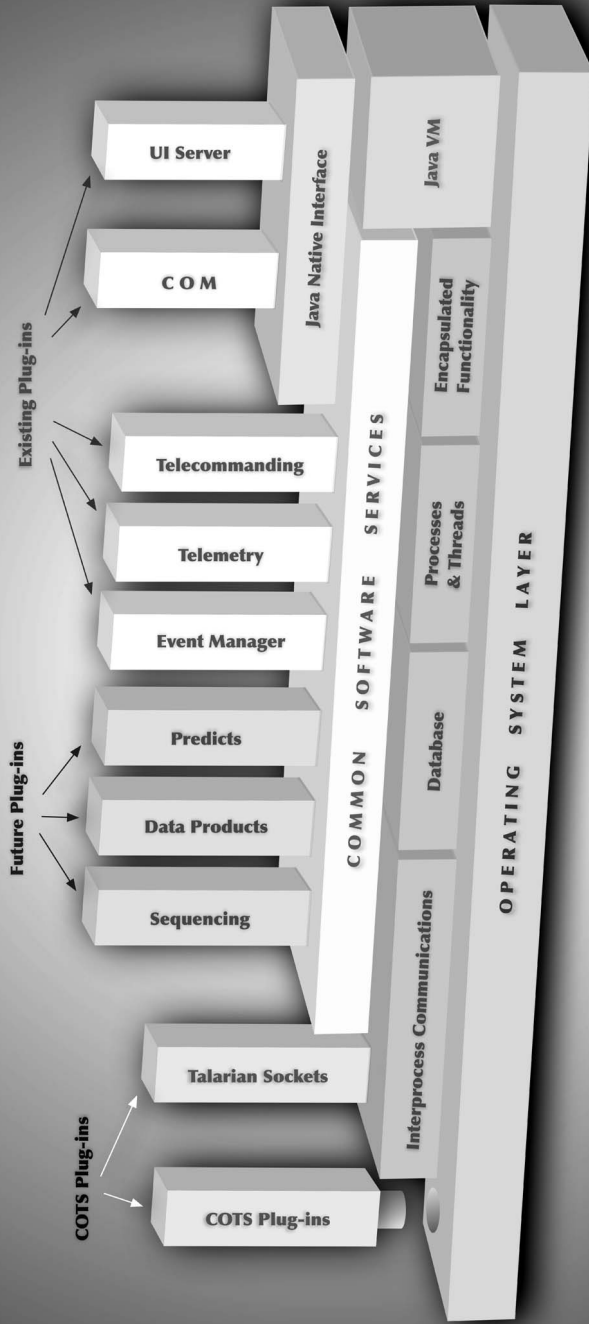 Existing Plug-ins
Future Plug-ins
COTS Plug-ins
UI Server
C O M
Telecommanding
Telemetry
Event Manager
Predicts
Data Products
Sequencing
Talarian Sockets
COTS Plug-ins
Java Native Interface
COMMON SOFTWARE SERVICES
Java VM
Encapsulated
Functionality
Processes
& Threads
Database
Interprocess Communications
OPERATING SYSTEM LAYER